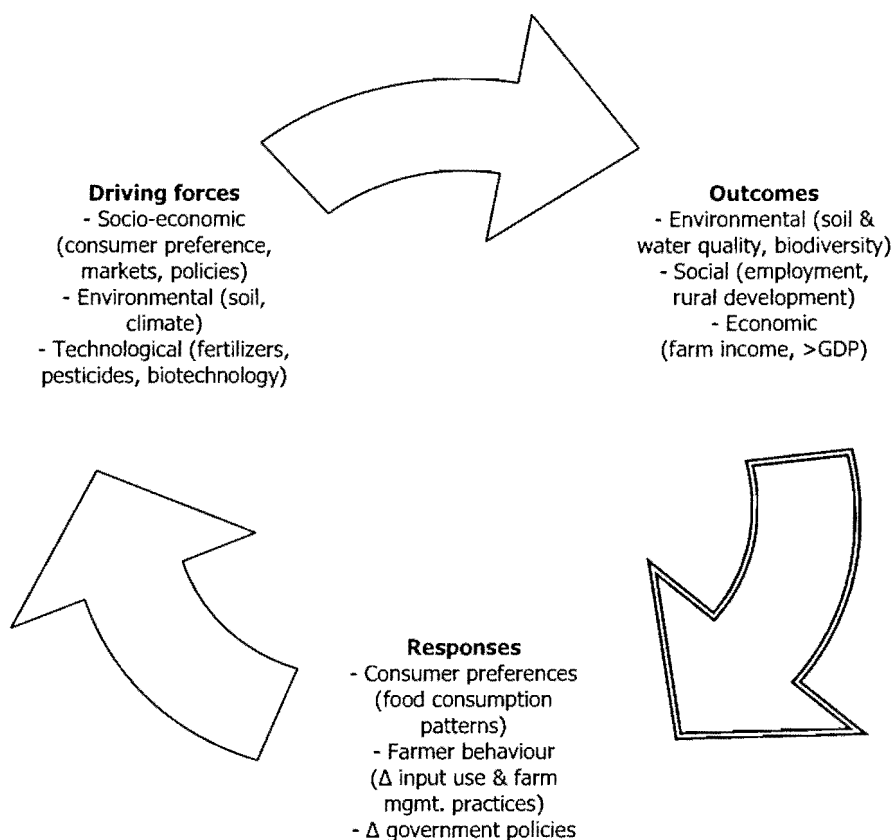 Driving forces
- Socio-economic
(consumer preference,
markets, policies)
- Environmental (soil,
climate)
- Technological (fertilizers,
pesticides, biotechnology)
Outcomes
- Environmental (soil &
water quality, biodiversity)
- Social (employment,
rural development)
- Economic
(farm income, >GDP)
Responses
- Consumer preferences
(food consumption
patterns)
- Farmer behaviour
(Δ input use & farm
mgmt. practices)
- Δ government policies